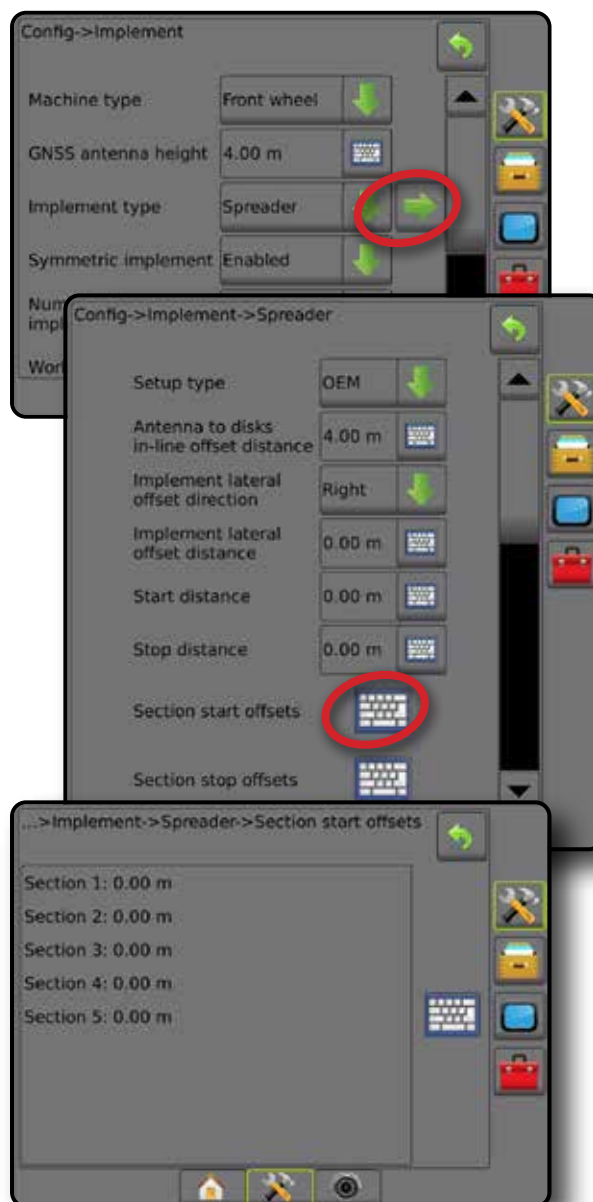 Config->Implement
Machine type Front wheel
GNSS antenna height 4.00 m
Implement type Spreader
Symmetric implement Enabled
Config->Implement->Spreader
Setup type OEM
Antenna to disks
in-line offset distance 4.00 m
Implement lateral
offset direction Right
Implement lateral
offset distance 0.00 m
Start distance 0.00 m
Stop distance 0.00 m
Section start offsets
Section stop offsets
...>Implement->Spreader->Section start offsets
Section 1: 0.00 m
Section 2: 0.00 m
Section 3: 0.00 m
Section 4: 0.00 m
Section 5: 0.00 m